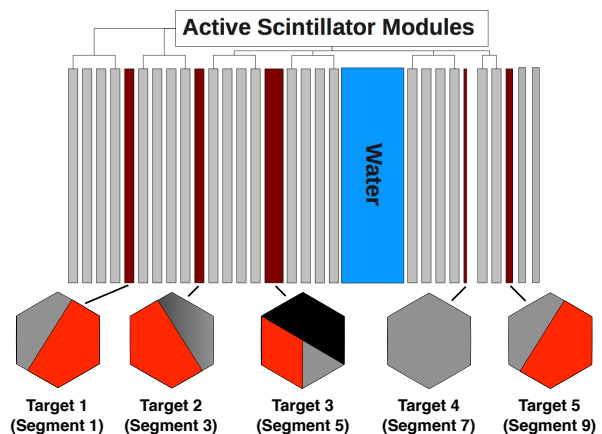 Active Scintillator Modules
Water
Target 1
(Segment 1)
Target 2
(Segment 3)
Target 3
(Segment 5)
Target 4
(Segment 7)
Target 5
(Segment 9)